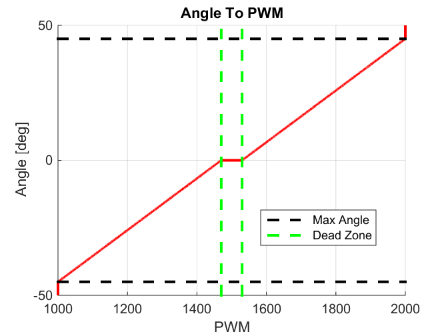 Angle To PWM
50
0
-50
Angle [deg]
Max Angle
Dead Zone
1000 1200 1400 1600 1800 2000
PWM